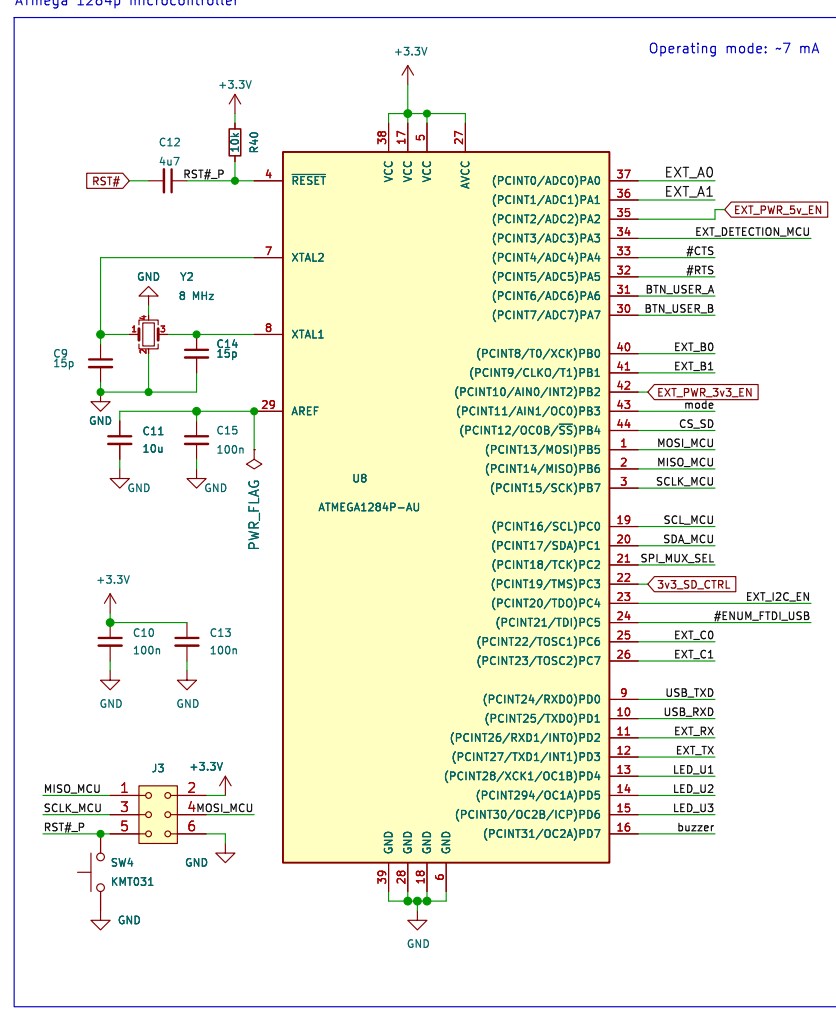 ATmega 1284p microcontroller
Operating mode: ~7 mA
+3.3V
+3.3V
38 VCC
17 VCC
5 VCC
27 AVCC
C12
4u7
10k
R40
RST#
RST#_P
4 RESET
7 XTAL2
GND
Y2
8 MHz
4
1
3
2
8 XTAL1
C9
15p
C14
15p
GND
29 AREF
C11
10u
C15
100n
GND
GND
PWR_FLAG
U8
ATMEGA1284P-AU
(PCINT0/ADC0)PA0 37 EXT_A0
(PCINT1/ADC1)PA1 36 EXT_A1
(PCINT2/ADC2)PA2 35 EXT_PWR_5v_EN
(PCINT3/ADC3)PA3 34 EXT_DETECTION_MCU
(PCINT4/ADC4)PA4 33 #CTS
(PCINT5/ADC5)PA5 32 #RTS
(PCINT6/ADC6)PA6 31 BTN_USER_A
(PCINT7/ADC7)PA7 30 BTN_USER_B
(PCINT8/T0/XCK)PB0 40 EXT_B0
(PCINT9/CLKO/T1)PB1 41 EXT_B1
(PCINT10/AIN0/INT2)PB2 42 EXT_PWR_3v3_EN
(PCINT11/AIN1/OC0)PB3 43 mode
(PCINT12/OC0B/SS)PB4 44 CS_SD
(PCINT13/MOSI)PB5 1 MOSI_MCU
(PCINT14/MISO)PB6 2 MISO_MCU
(PCINT15/SCK)PB7 3 SCLK_MCU
(PCINT16/SCL)PC0 19 SCL_MCU
(PCINT17/SDA)PC1 20 SDA_MCU
(PCINT18/TCK)PC2 21 SPI_MUX_SEL
(PCINT19/TMS)PC3 22 3v3_SD_CTRL
(PCINT20/TDO)PC4 23 EXT_I2C_EN
(PCINT21/TDI)PC5 24 #ENUM_FTDI_USB
(PCINT22/TOSC1)PC6 25 EXT_C0
(PCINT23/TOSC2)PC7 26 EXT_C1
(PCINT24/RXD0)PD0 9 USB_TXD
(PCINT25/TXD0)PD1 10 USB_RXD
(PCINT26/RXD1/INT0)PD2 11 EXT_RX
(PCINT27/TXD1/INT1)PD3 12 EXT_TX
(PCINT28/XCK1/OC1B)PD4 13 LED_U1
(PCINT294/OC1A)PD5 14 LED_U2
(PCINT30/OC2B/ICP)PD6 15 LED_U3
(PCINT31/OC2A)PD7 16 buzzer
+3.3V
C10
100n
C13
100n
GND
GND
J3
+3.3V
MISO_MCU 1 2
SCLK_MCU 3 4 MOSI_MCU
RST#_P 5 6
GND
SW4
KMT031
GND
GND 39
GND 28
GND 18
GND 6
GND